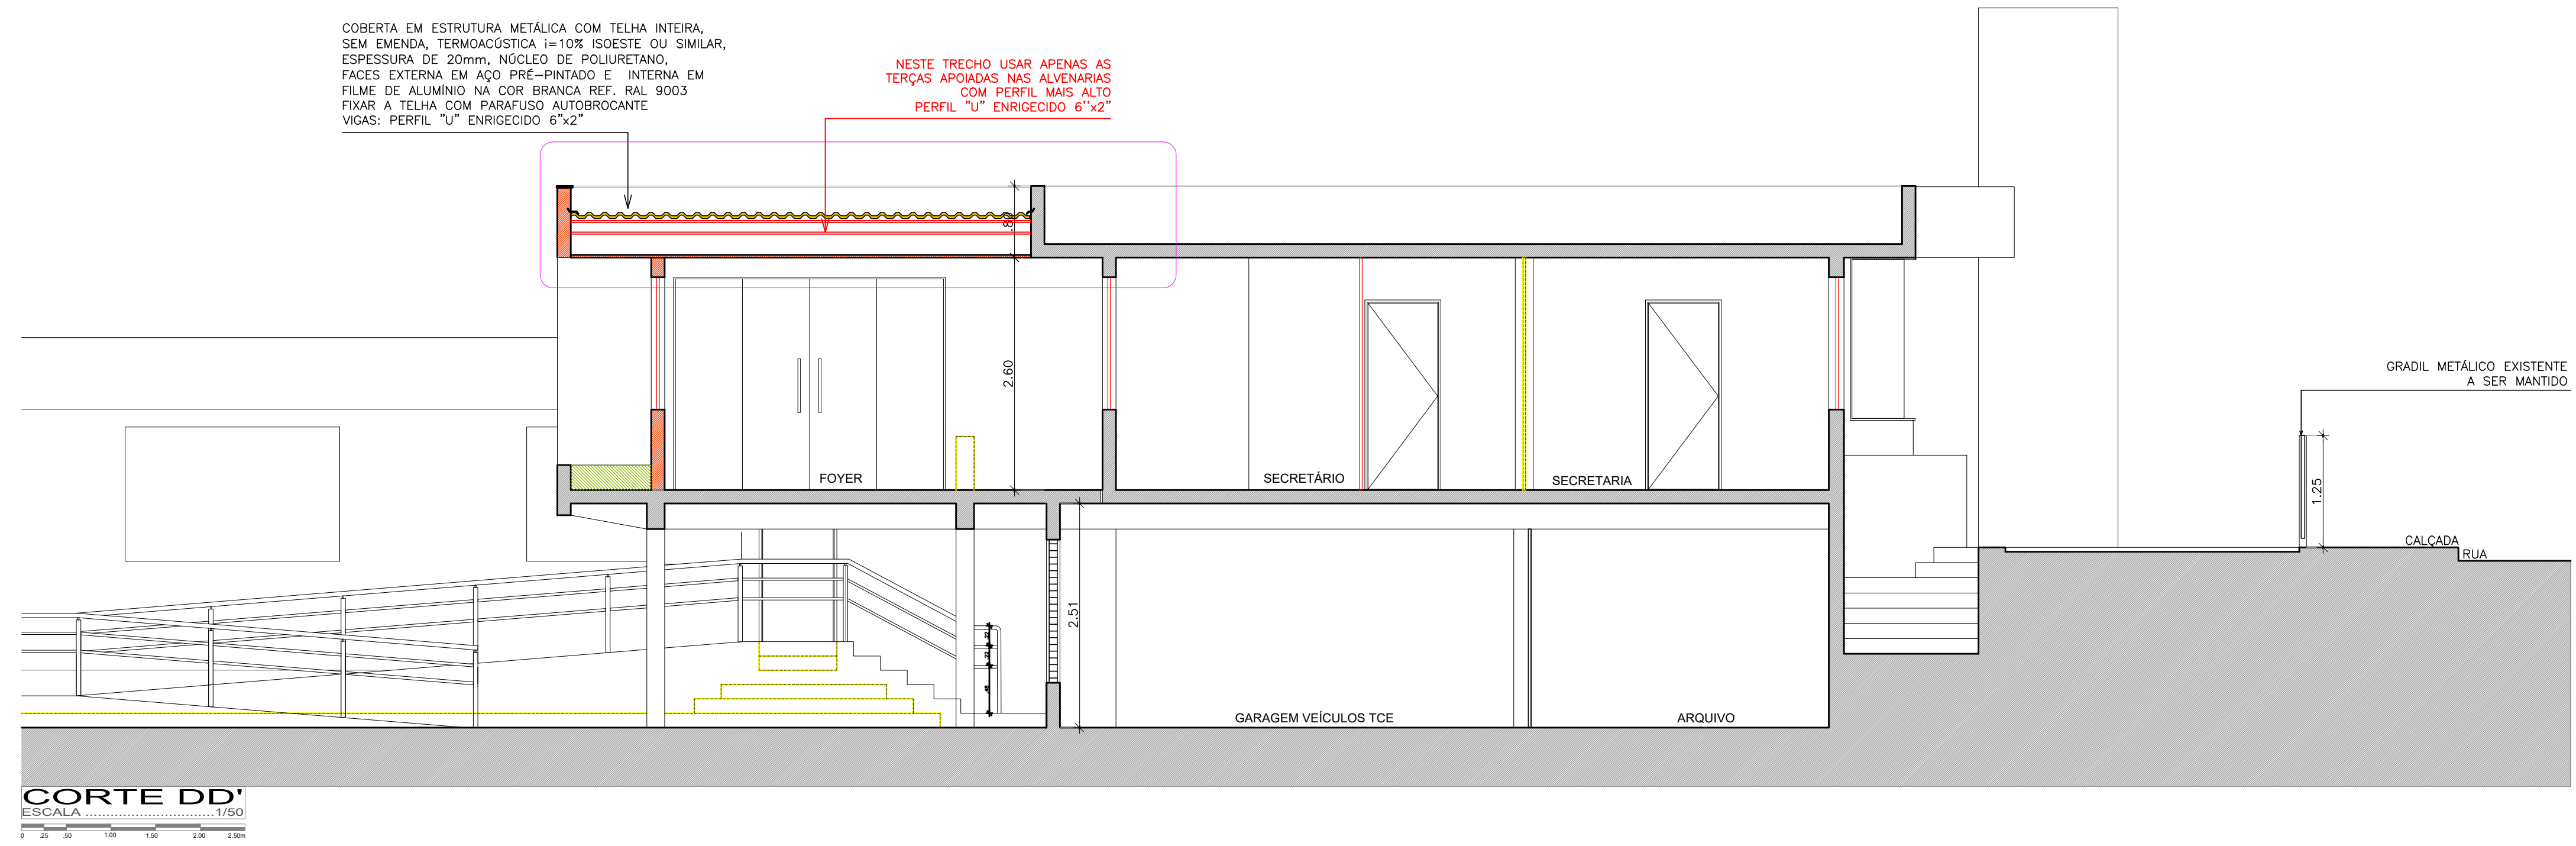 COBERTA EM ESTRUTURA METÁLICA COM TELHA INTEIRA,
SEM EMENDA, TERMOACÚSTICA i=10% ISOESTE OU SIMILAR,
ESPESSURA DE 20mm, NÚCLEO DE POLIURETANO,
FACES EXTERNA EM AÇO PRÉ-PINTADO E INTERNA EM
FILME DE ALUMÍNIO NA COR BRANCA REF. RAL 9003
FIXAR A TELHA COM PARAFUSO AUTOBROCANTE
VIGAS: PERFIL "U" ENRIGECIDO 6"x2"
NESTE TRECHO USAR APENAS AS
TERÇAS APOIADAS NAS ALVENARIAS
COM PERFIL MAIS ALTO
PERFIL "U" ENRIGECIDO 6''x2"
.80
2.60
GRADIL METÁLICO EXISTENTE
A SER MANTIDO
1.25
FOYER
SECRETÁRIO
SECRETARIA
CALÇADA
RUA
2.51
.22
.22
.48
GARAGEM VEÍCULOS TCE
ARQUIVO
CORTE DD'
ESCALA ................................1/50
0 .25 .50 1.00 1.50 2.00 2.50m